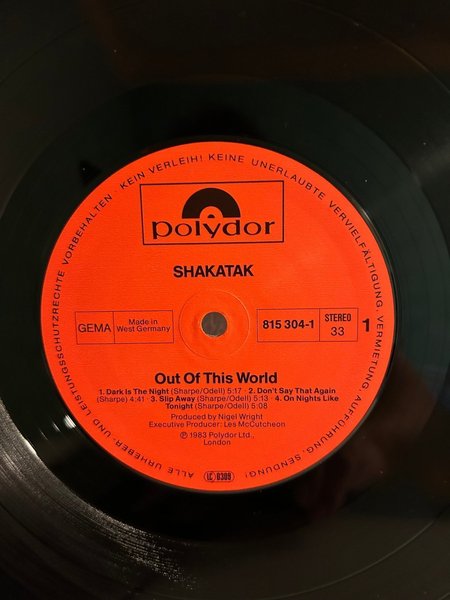 ALLE URHEBER- UND LEISTUNGSSCHUTZRECHTE VORBEHALTEN KEIN VERLEIH! KEINE UNERLAUBTE VERVIELFÄLTIGUNG, VERMIETUNG, AUFFÜHRUNG, SENDUNG!
polydor
SHAKATAK
GEMA
Made in
West Germany
815 304-1
STEREO
33
1
Out Of This World
1. Dark Is The Night (Sharpe/Odell) 5:17 · 2. Don't Say That Again
(Sharpe) 4:41 · 3. Slip Away (Sharpe/Odell) 5:13 · 4. On Nights Like
Tonight (Sharpe/Odell) 5:08
Produced by Nigel Wright
Executive Producer: Les McCutcheon
Ⓟ 1983 Polydor Ltd.,
London
LC 0309